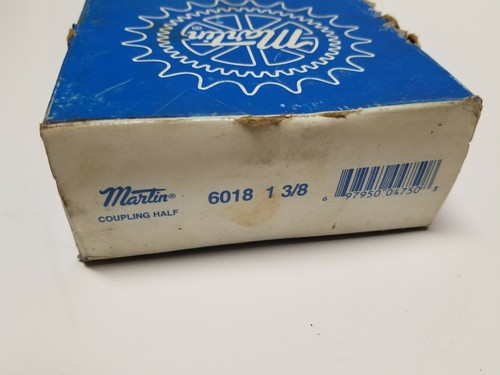 Martin®
Martin®
COUPLING HALF
6018 1 3/8
6 97950 04750 8